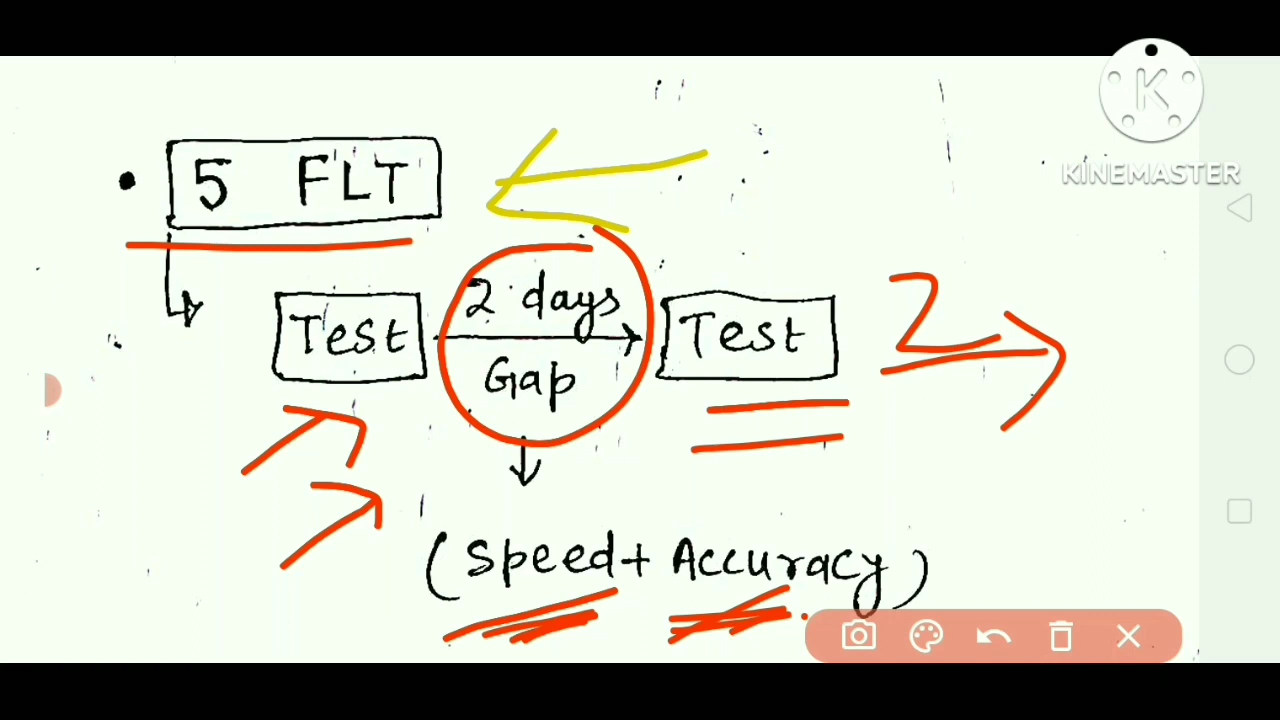 KINEMASTER
5 FLT
2 days
Test Test 2
Gap
(Speed + Accuracy)